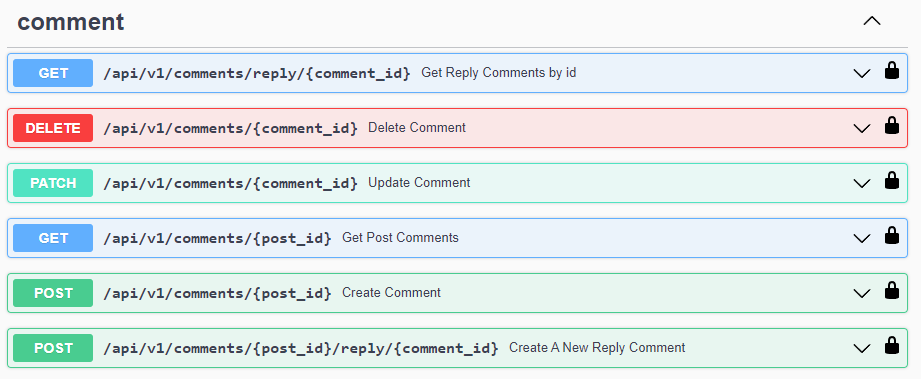 comment
GET /api/v1/comments/reply/{comment_id} Get Reply Comments by id
DELETE /api/v1/comments/{comment_id} Delete Comment
PATCH /api/v1/comments/{comment_id} Update Comment
GET /api/v1/comments/{post_id} Get Post Comments
POST /api/v1/comments/{post_id} Create Comment
POST /api/v1/comments/{post_id}/reply/{comment_id} Create A New Reply Comment